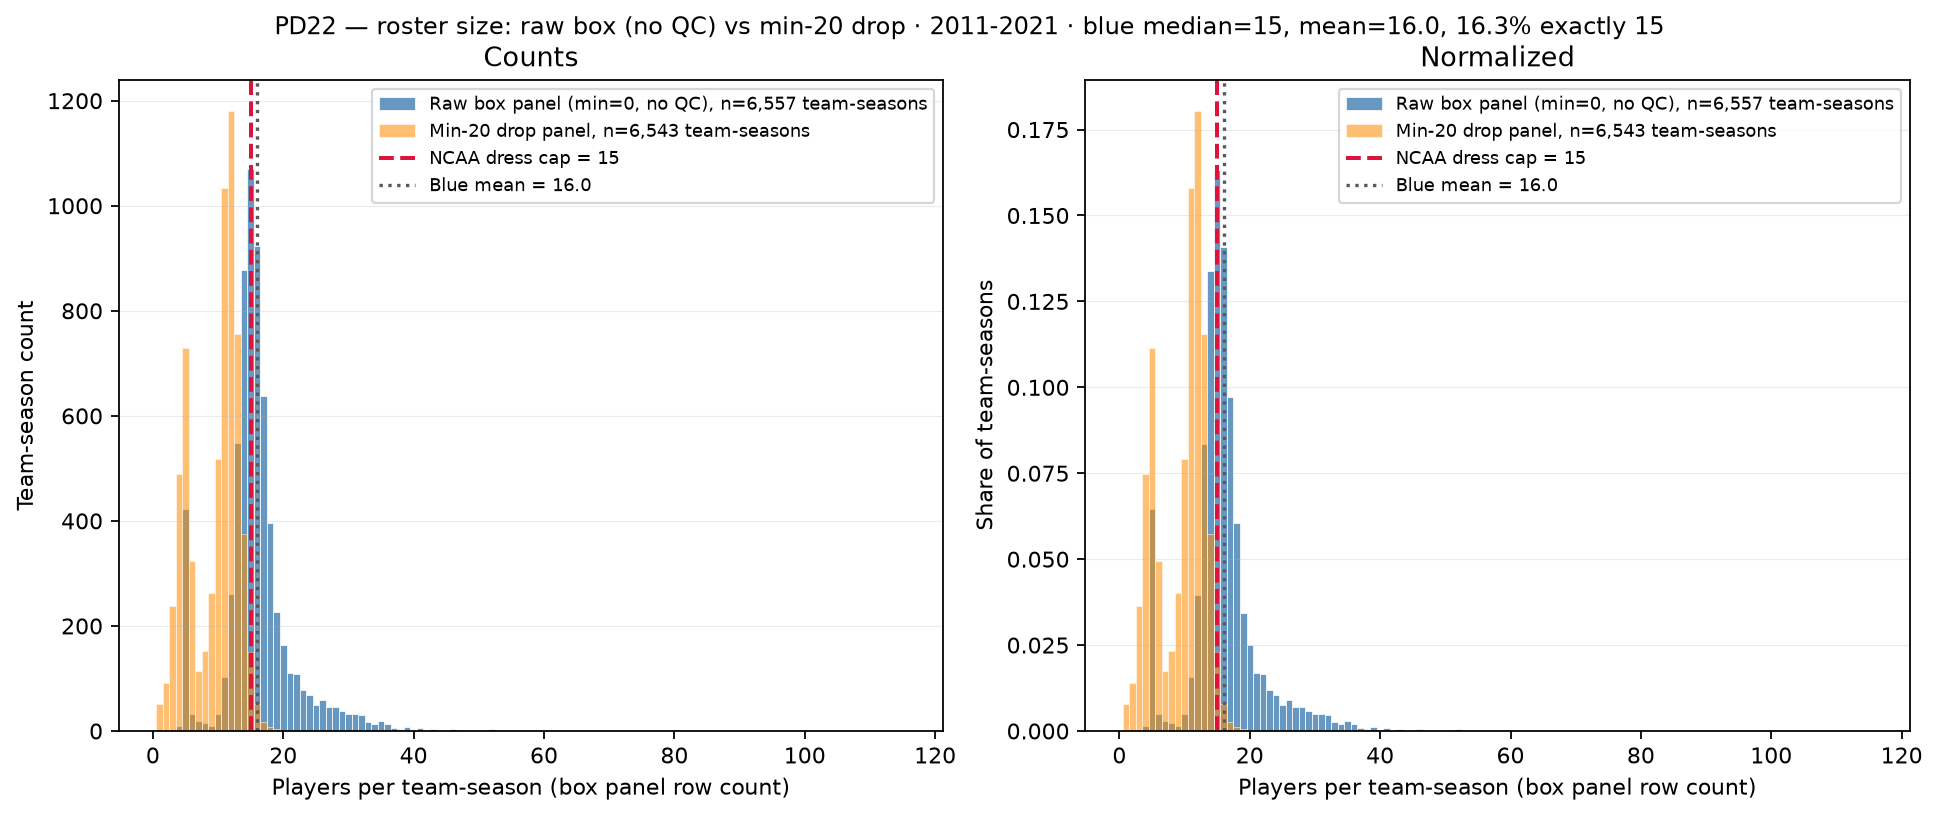 PD22 — roster size: raw box (no QC) vs min-20 drop · 2011-2021 · blue median=15, mean=16.0, 16.3% exactly 15
Counts
Team-season count
1200
1000
800
600
400
200
0
0 20 40 60 80 100 120
Players per team-season (box panel row count)
Raw box panel (min=0, no QC), n=6,557 team-seasons
Min-20 drop panel, n=6,543 team-seasons
NCAA dress cap = 15
Blue mean = 16.0
Normalized
Share of team-seasons
0.175
0.150
0.125
0.100
0.075
0.050
0.025
0.000
0 20 40 60 80 100 120
Players per team-season (box panel row count)
Raw box panel (min=0, no QC), n=6,557 team-seasons
Min-20 drop panel, n=6,543 team-seasons
NCAA dress cap = 15
Blue mean = 16.0